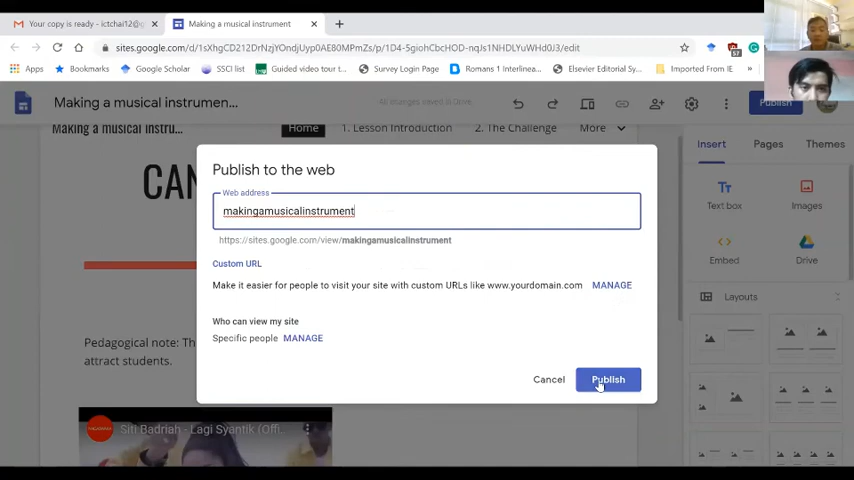 Your copy is ready - ictchai12@g
Making a musical instrument
sites.google.com/d/1sXhgCD212DrNzjYOndjUyp0AE80MPmZs/p/1D4-5giohCbcHOD-nqJs1NHDLYuWHd0J3/edit
57
Apps
Bookmarks
Google Scholar
SSCI list
Guided video tour t...
Survey Login Page
Romans 1 Interlinea...
Elsevier Editorial Sy...
Imported From IE
»
Making a musical instrumen...
All changes saved in Drive
Publish
Making a musical instru...
Home
1. Lesson Introduction
2. The Challenge
More
Insert
Pages
Themes
CAN
Publish to the web
Web address
makingamusicalinstrument
https://sites.google.com/view/makingamusicalinstrument
Custom URL
Make it easier for people to visit your site with custom URLs like www.yourdomain.com
MANAGE
Who can view my site
Specific people MANAGE
Cancel
Publish
Text box
Images
Embed
Drive
Layouts
Pedagogical note: Th
attract students.
Siti Badriah - Lagi Syantik (Offi...